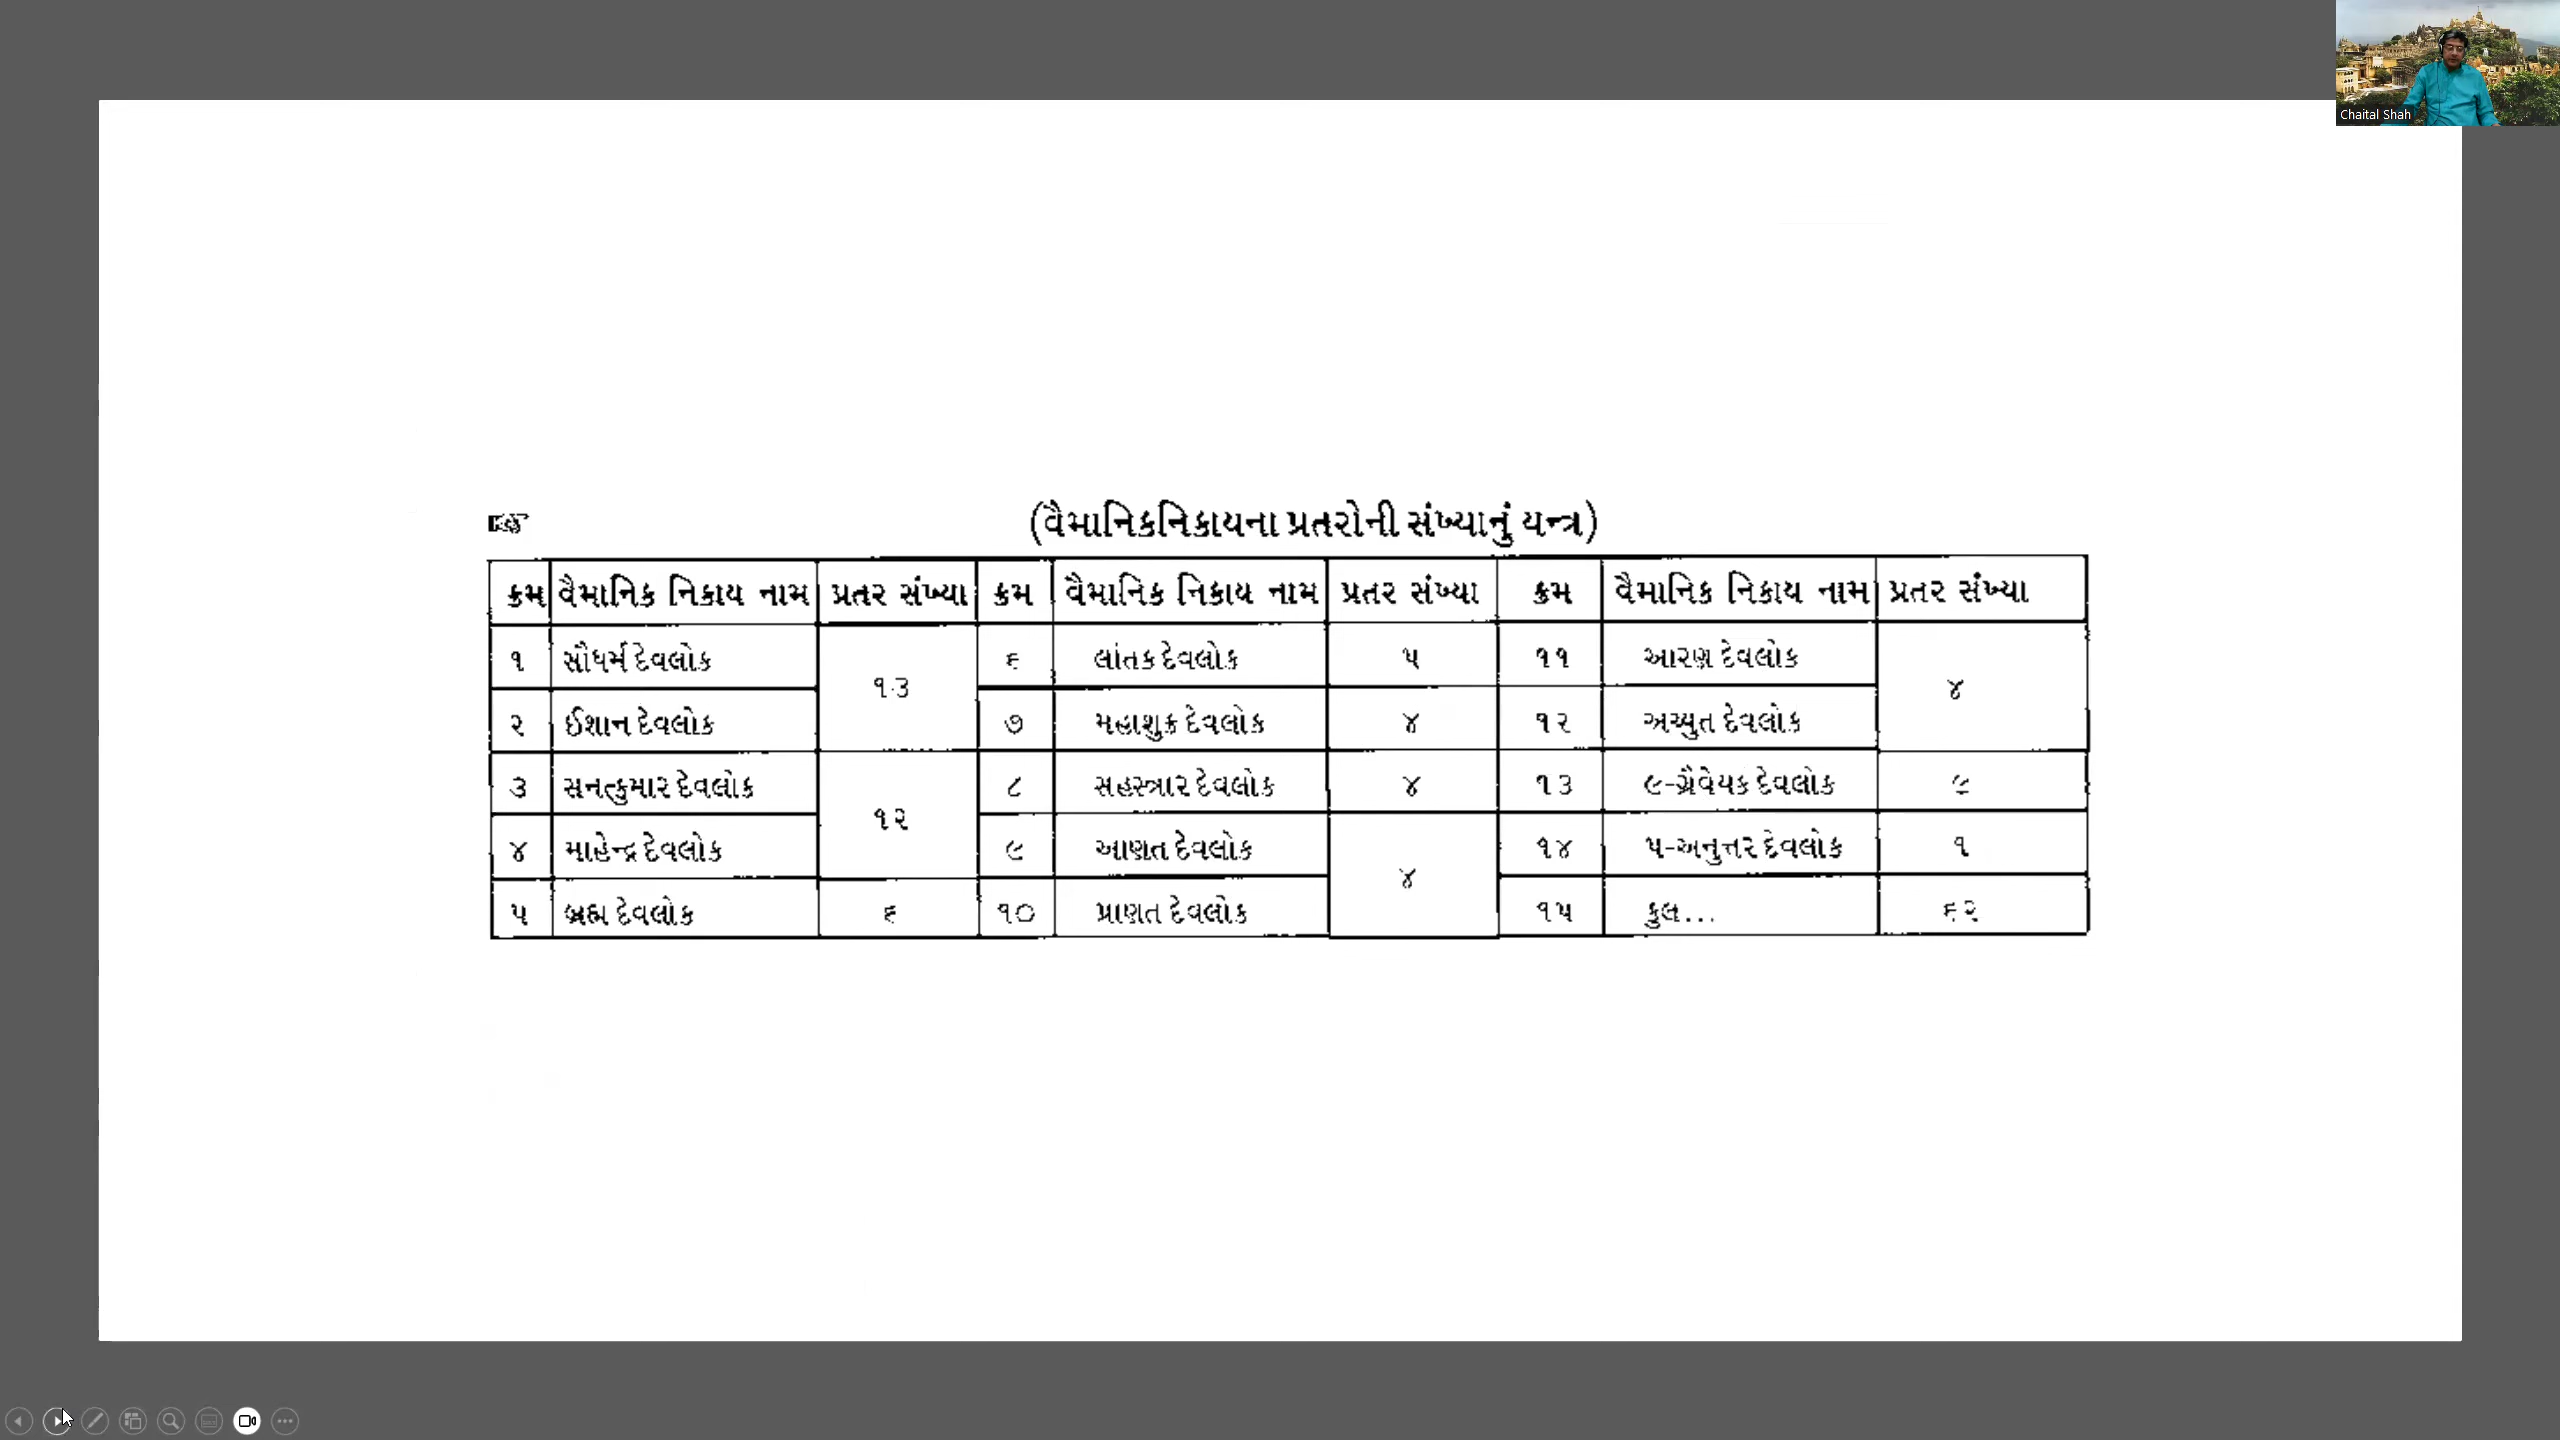 Chaital Shah
(વૈમાનિકનિકાયના પ્રતરોની સંખ્યાનું યન્ત્ર)
ક્રમ વૈમાનિક નિકાય નામ પ્રતર સંખ્યા ક્રમ વૈમાનિક નિકાય નામ પ્રતર સંખ્યા ક્રમ વૈમાનિક નિકાય નામ પ્રતર સંખ્યા
૧ સૌધર્મ દેવલોક ૧૩ ૬ લાંતક દેવલોક ૫ ૧૧ આરણ દેવલોક ૪
૨ ઈશાન દેવલોક ૭ મહાશુક્ર દેવલોક ૪ ૧૨ અચ્યુત દેવલોક
૩ સનત્કુમાર દેવલોક ૧૨ ૮ સહસ્ત્રાર દેવલોક ૪ ૧૩ ૯-ગ્રૈવેયક દેવલોક ૯
૪ માહેન્દ્ર દેવલોક ૯ આણત દેવલોક ૪ ૧૪ ૫-અનુત્તર દેવલોક ૧
૫ બ્રહ્મ દેવલોક ૬ ૧૦ પ્રાણત દેવલોક ૧૫ કુલ... ૬૨